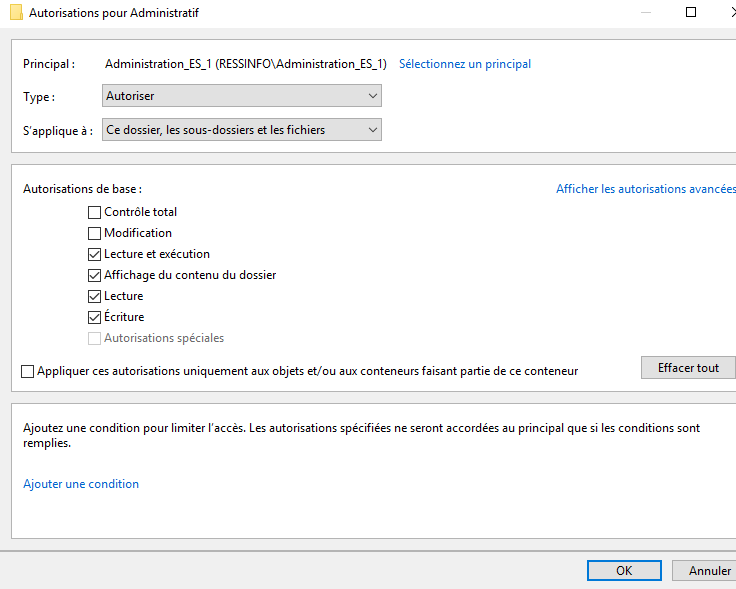 Autorisations pour Administratif
Principal : Administration_ES_1 (RESSINFO\Administration_ES_1) Sélectionnez un principal
Type : Autoriser
S'applique à : Ce dossier, les sous-dossiers et les fichiers
Autorisations de base : Afficher les autorisations avancées
Contrôle total
Modification
Lecture et exécution
Affichage du contenu du dossier
Lecture
Écriture
Autorisations spéciales
Appliquer ces autorisations uniquement aux objets et/ou aux conteneurs faisant partie de ce conteneur Effacer tout
Ajoutez une condition pour limiter l'accès. Les autorisations spécifiées ne seront accordées au principal que si les conditions sont
remplies.
Ajouter une condition
OK Annuler